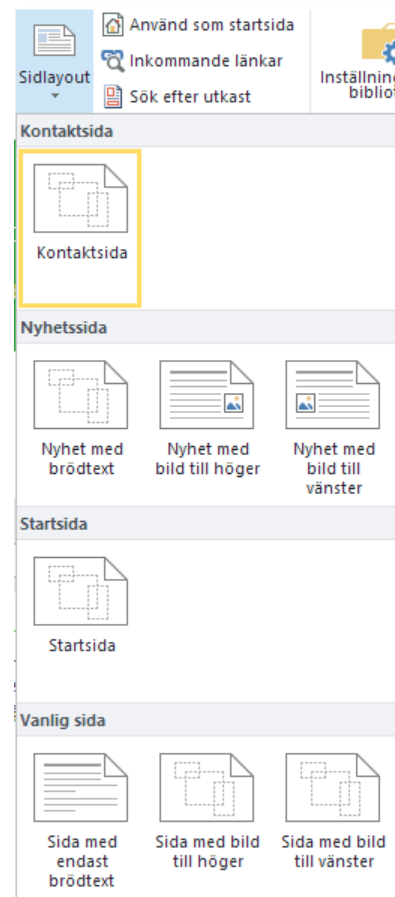 Sidlayout
Använd som startsida
Inkommande länkar
Sök efter utkast
Kontaktsida
Kontaktsida
Nyhetssida
Nyhet med
brödtext
Nyhet med
bild till höger
Nyhet med
bild till
vänster
Startsida
Startsida
Vanlig sida
Sida med
endast
brödtext
Sida med bild
till höger
Sida med bild
till vänster